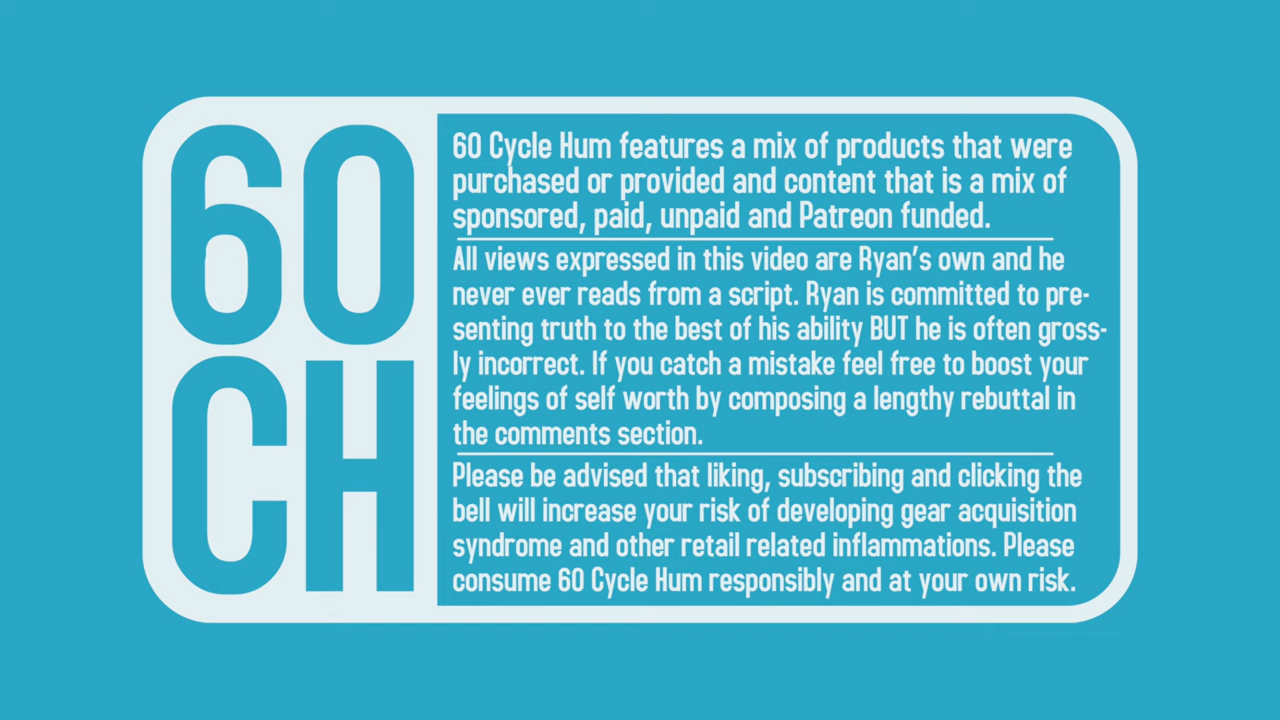 60
CH
60 Cycle Hum features a mix of products that were
purchased or provided and content that is a mix of
sponsored, paid, unpaid and Patreon funded.
All views expressed in this video are Ryan's own and he
never ever reads from a script. Ryan is committed to pre-
senting truth to the best of his ability BUT he is often gross-
ly incorrect. If you catch a mistake feel free to boost your
feelings of self worth by composing a lengthy rebuttal in
the comments section.
Please be advised that liking, subscribing and clicking the
bell will increase your risk of developing gear acquisition
syndrome and other retail related inflammations. Please
consume 60 Cycle Hum responsibly and at your own risk.